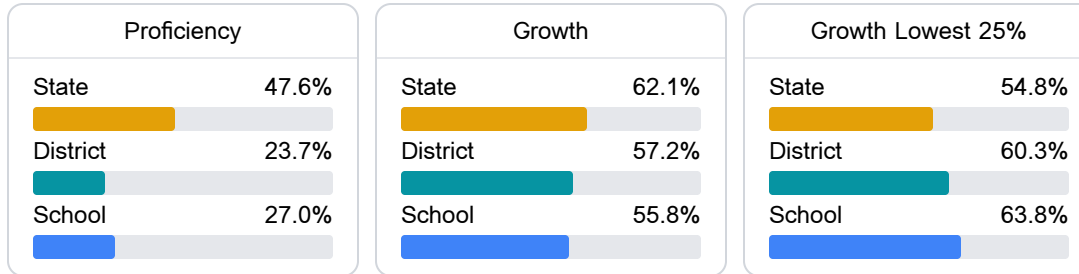 Proficiency
State 47.6%
District 23.7%
School 27.0%
Growth
State 62.1%
District 57.2%
School 55.8%
Growth Lowest 25%
State 54.8%
District 60.3%
School 63.8%